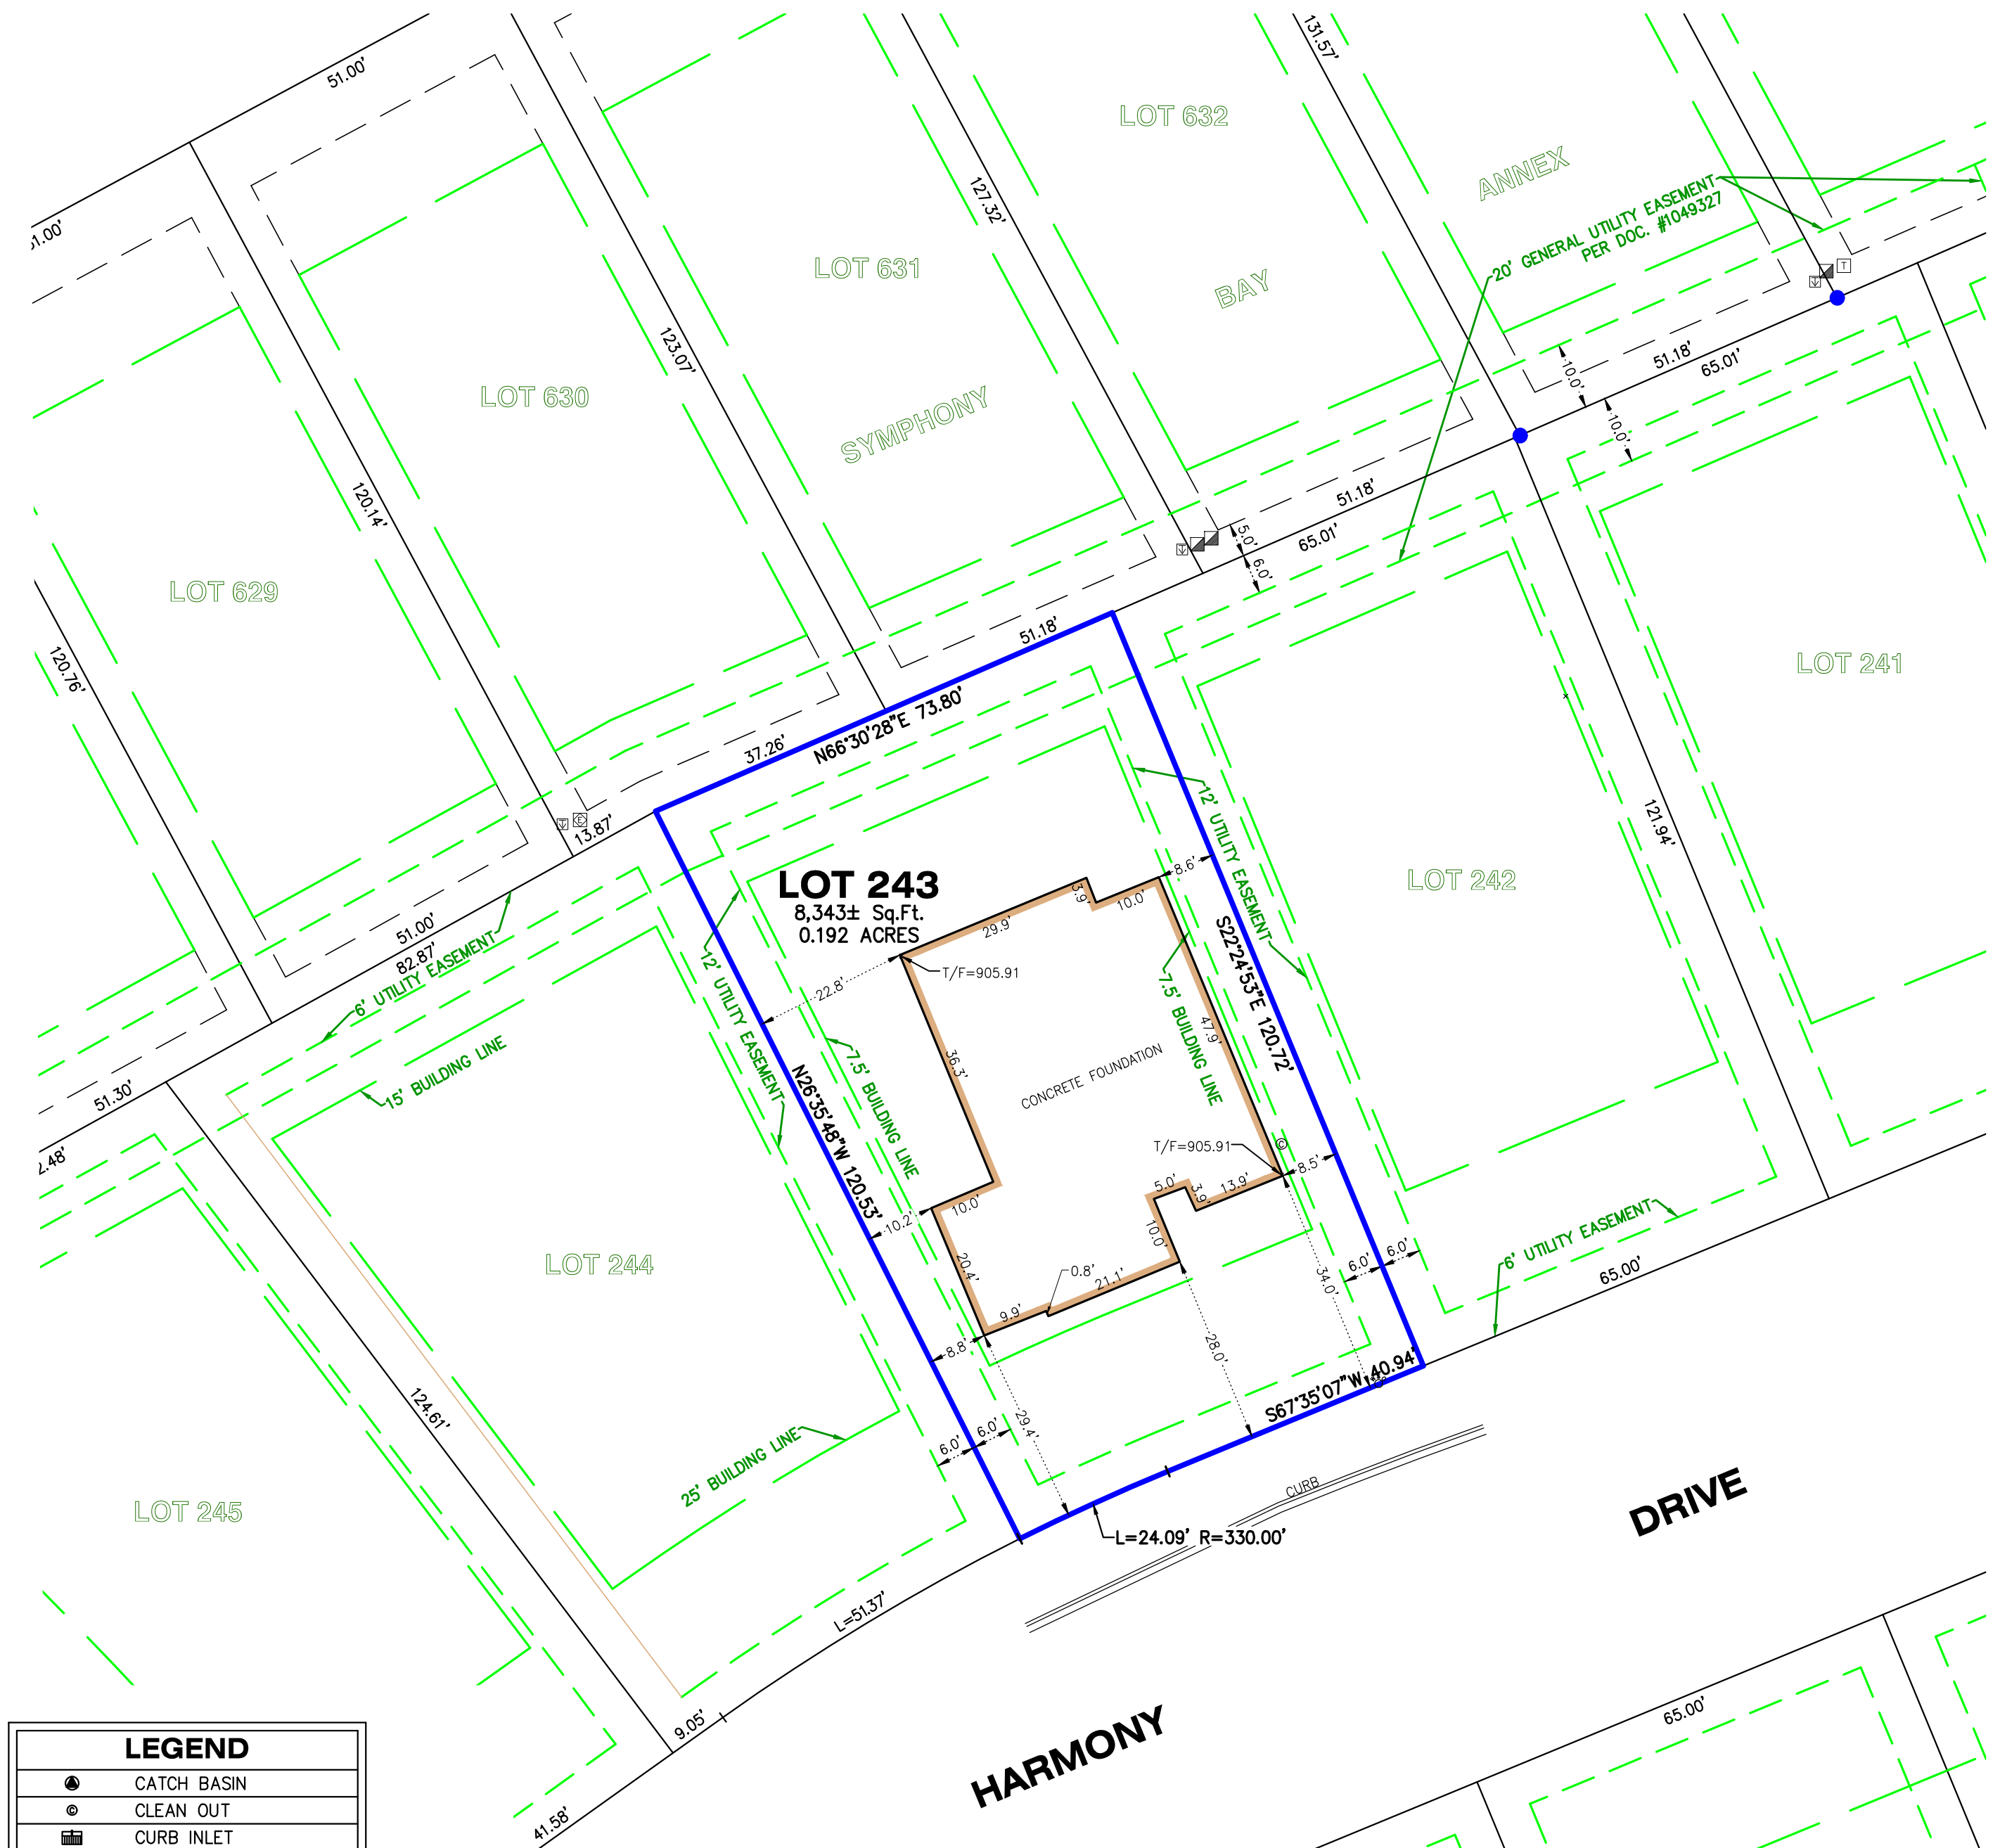 51.00'
131.57'
LOT 632
ANNEX
127.32'
20' GENERAL UTILITY EASEMENT
PER DOC. #1049327
51.00'
LOT 631
BAY
T
123.07'
51.18'
65.01'
10.0'
10.0'
LOT 630
SYMPHONY
120.14'
51.18'
65.01'
5.0'
6.0'
LOT 629
120.76'
51.18'
LOT 241
37.26'
N66°30'28"E 73.80'
13.87'
E
12' UTILITY EASEMENT
121.94'
LOT 243
8,343± Sq.Ft.
0.192 ACRES
LOT 242
3.9'
10.0'
8.6'
29.9'
51.00'
82.87'
6' UTILITY EASEMENT
12' UTILITY EASEMENT
22.8'
T/F=905.91
S22°24'53"E 120.72'
7.5' BUILDING LINE
47.9'
36.3'
CONCRETE FOUNDATION
51.30'
15' BUILDING LINE
7.5' BUILDING LINE
N26°35'48"W 120.53'
T/F=905.91
©
8.5'
2.48'
5.0'
3.9'
13.9'
10.0'
10.2'
10.0'
6' UTILITY EASEMENT
65.00'
LOT 244
20.4'
0.8'
21.1'
9.9'
34.0'
6.0'
6.0'
8.8'
28.0'
S67°35'07"W 40.94'
124.61'
29.4'
6.0'
6.0'
25' BUILDING LINE
CURB
LOT 245
L=24.09' R=330.00'
DRIVE
L=51.37'
9.05'
HARMONY
65.00'
41.58'
LEGEND
CATCH BASIN
© CLEAN OUT
CURB INLET